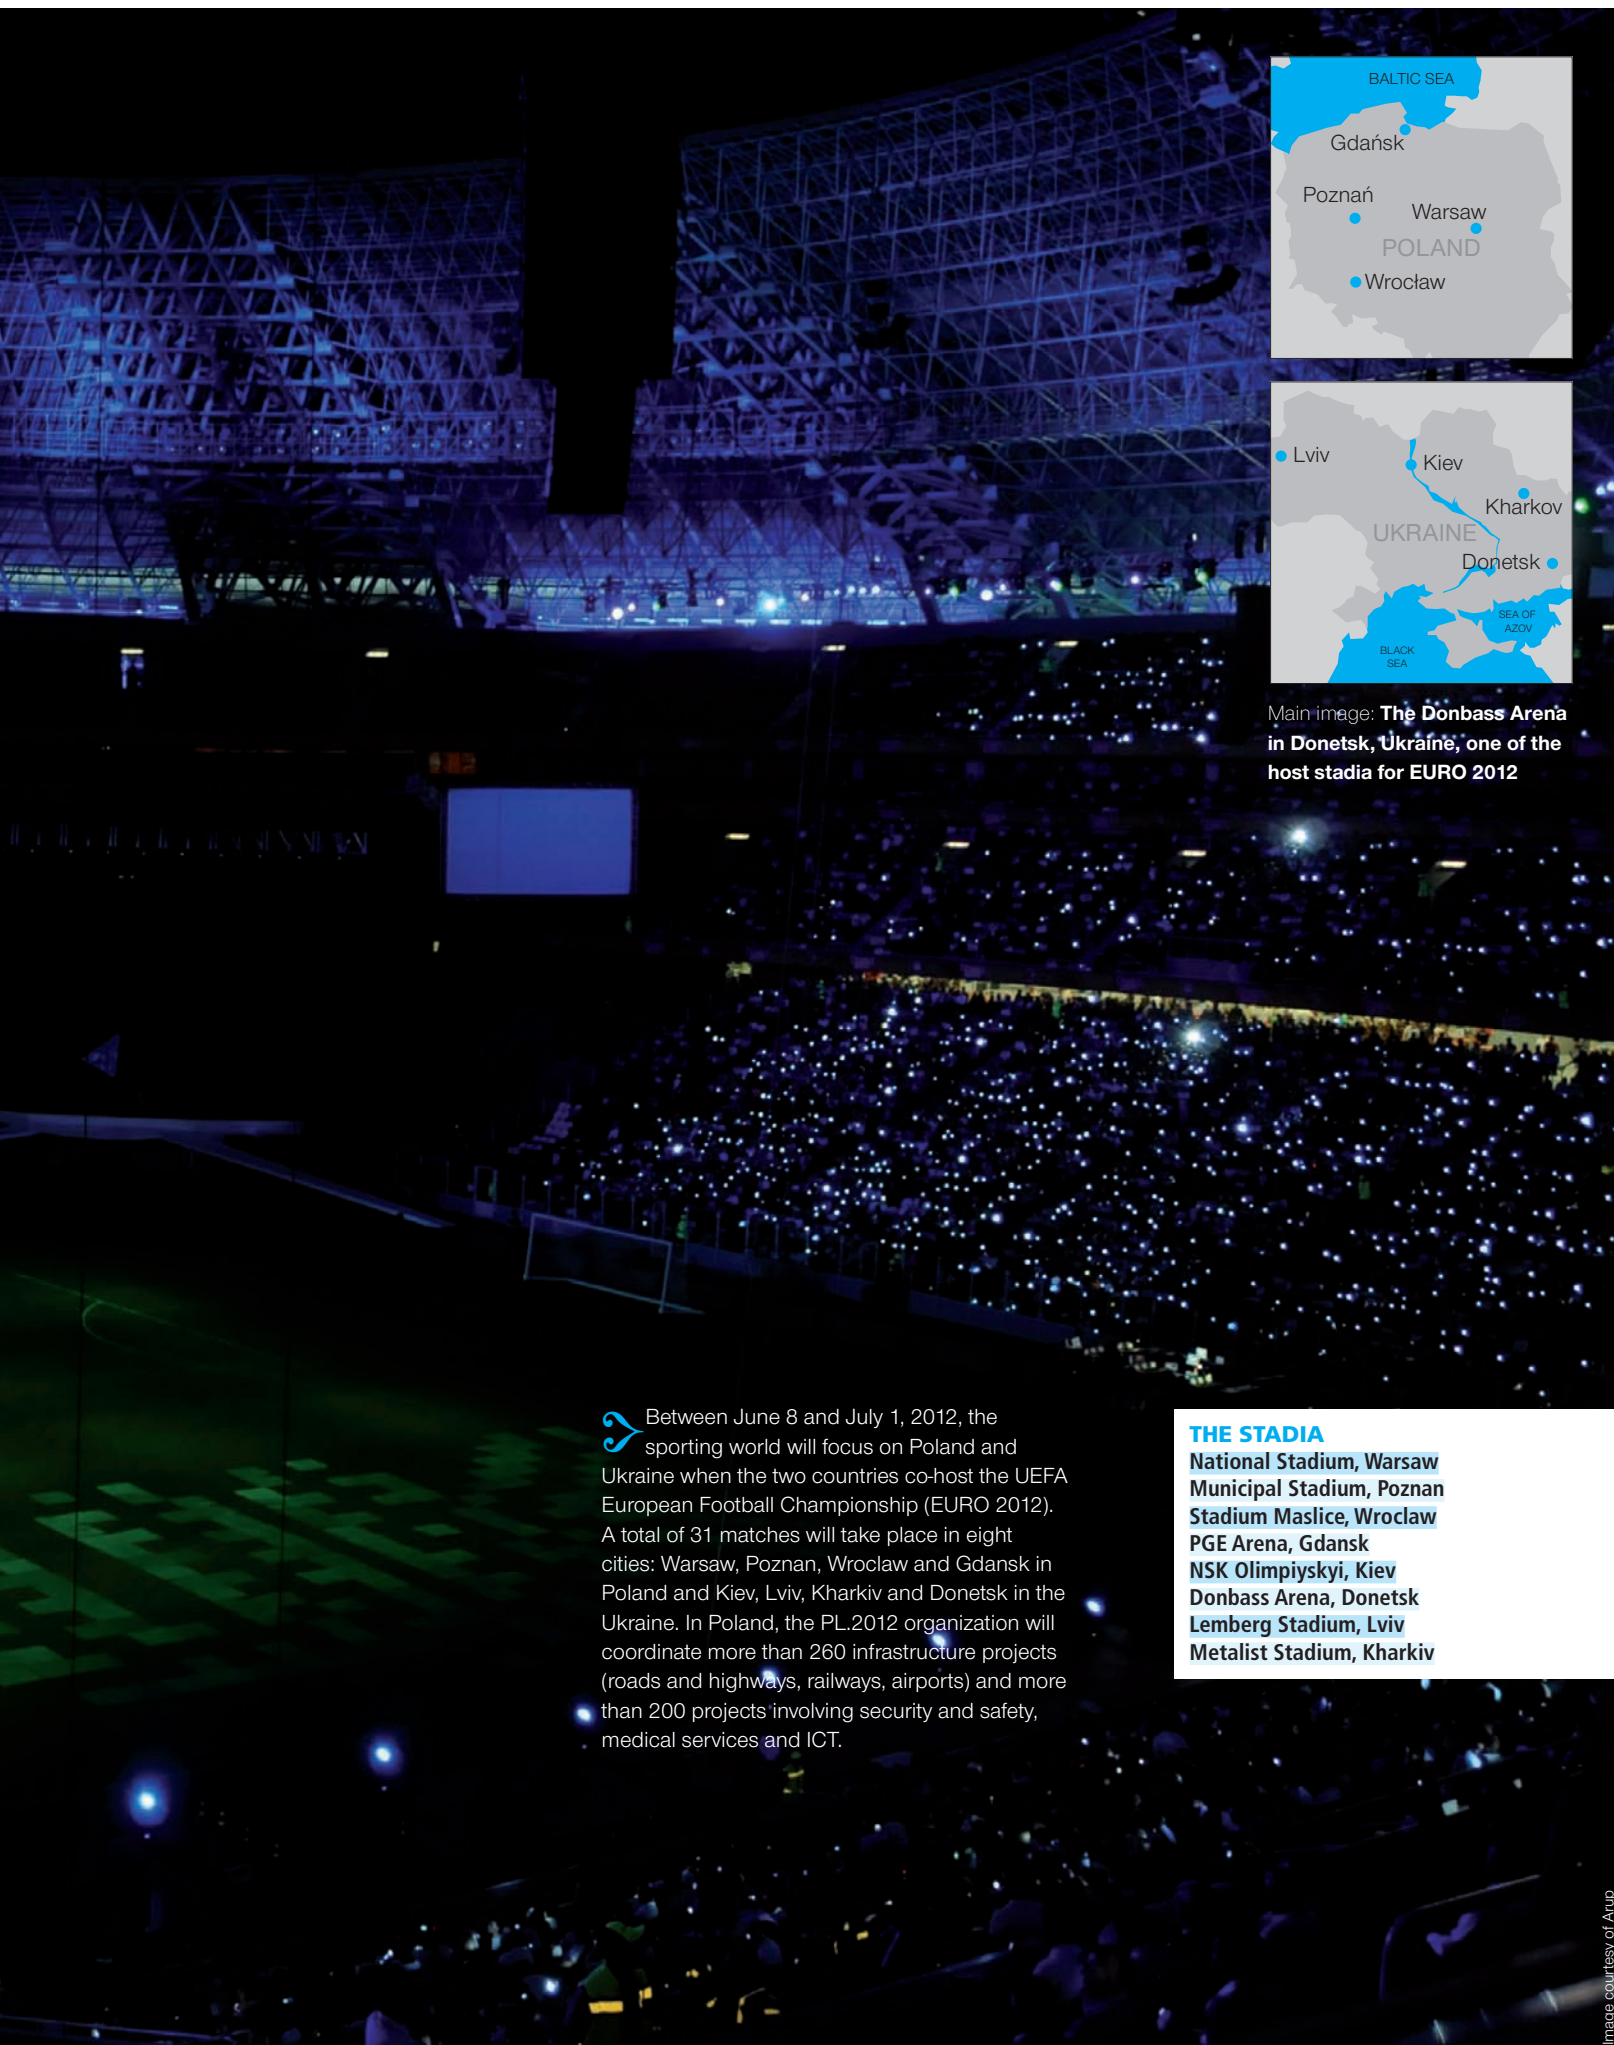 BALTIC SEA
Gdańsk
Poznań
Warsaw
POLAND
Wrocław
Lviv
Kiev
Kharkov
UKRAINE
Donetsk
SEA OF
AZOV
BLACK
SEA
Main image: The Donbass Arena
in Donetsk, Ukraine, one of the
host stadia for EURO 2012
Between June 8 and July 1, 2012, the
sporting world will focus on Poland and
Ukraine when the two countries co-host the UEFA
European Football Championship (EURO 2012).
A total of 31 matches will take place in eight
cities: Warsaw, Poznan, Wroclaw and Gdansk in
Poland and Kiev, Lviv, Kharkiv and Donetsk in the
Ukraine. In Poland, the PL.2012 organization will
coordinate more than 260 infrastructure projects
(roads and highways, railways, airports) and more
than 200 projects involving security and safety,
medical services and ICT.
THE STADIA
National Stadium, Warsaw
Municipal Stadium, Poznan
Stadium Maslice, Wroclaw
PGE Arena, Gdansk
NSK Olimpiyskyi, Kiev
Donbass Arena, Donetsk
Lemberg Stadium, Lviv
Metalist Stadium, Kharkiv
Image courtesy of Arup